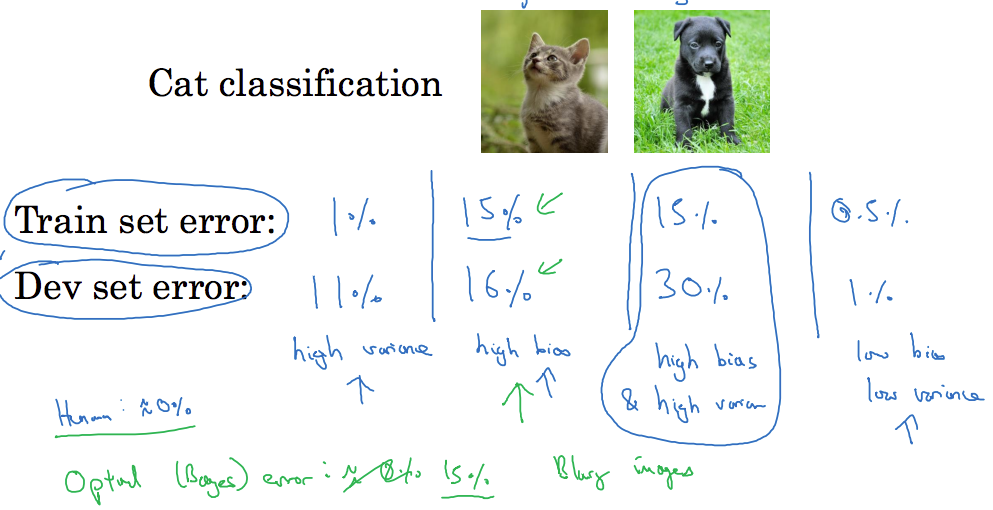 Cat classification
Train set error: 1% 15% 15% 0.5%
Dev set error: 11% 16% 30% 1%
high variance high bias high bias low bias
& high low variance
Human: ≈0%
Optimal (Bayes) error: ≈ 0% 15% Blurry images